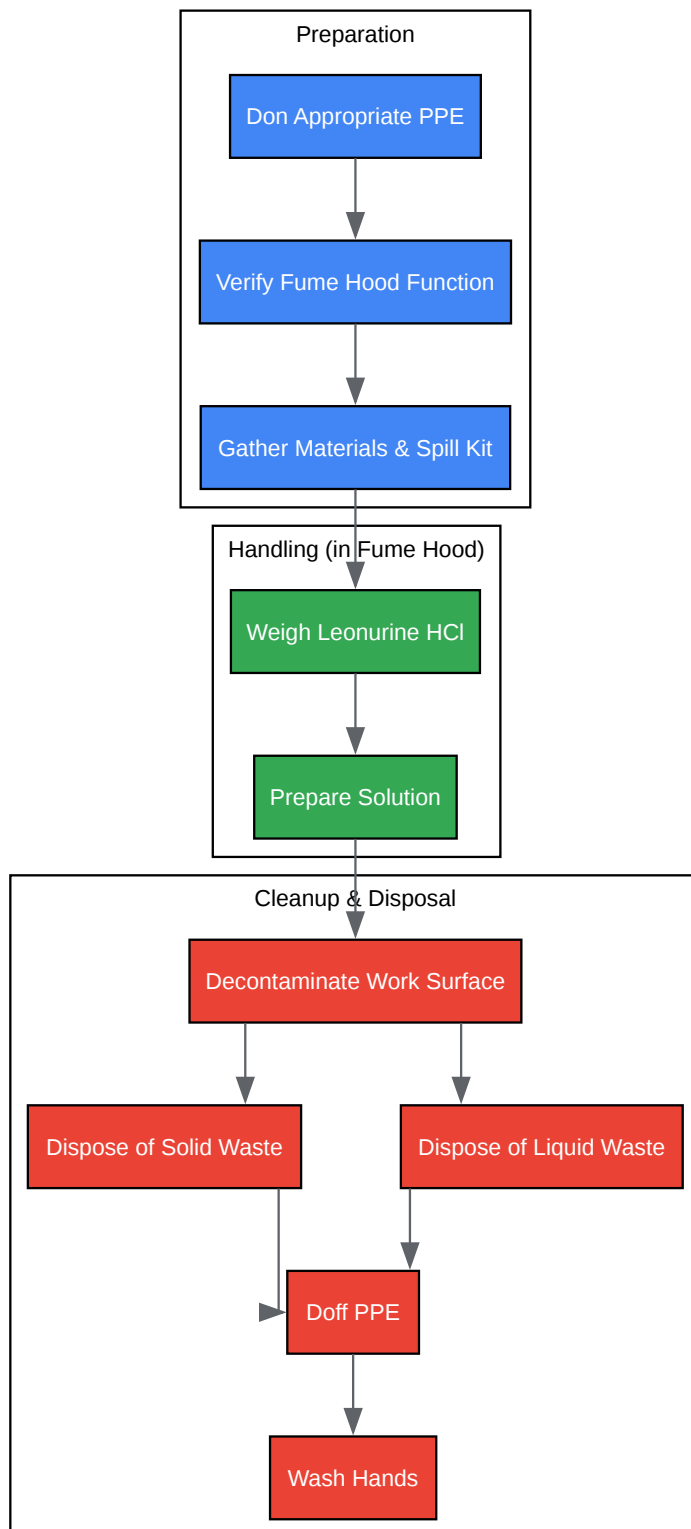 Preparation
Don Appropriate PPE
Verify Fume Hood Function
Gather Materials & Spill Kit
Handling (in Fume Hood)
Weigh Leonurine HCl
Prepare Solution
Cleanup & Disposal
Decontaminate Work Surface
Dispose of Solid Waste
Dispose of Liquid Waste
Doff PPE
Wash Hands